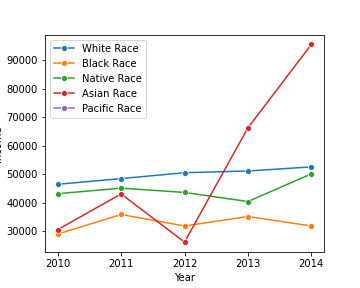 White Race
Black Race
Native Race
Asian Race
Pacific Race
90000
80000
70000
60000
50000
40000
30000
2010
2011
2012
2013
2014
Year